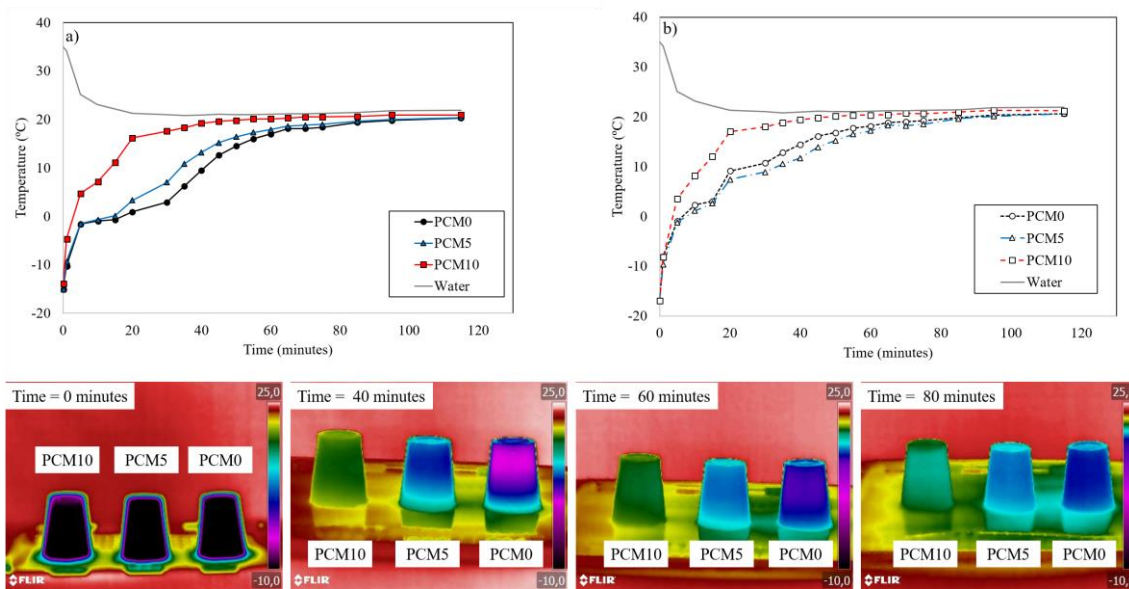 a)
40
30
20
10
0
-10
-20
Temperature (ºC)
0 20 40 60 80 100 120
Time (minutes)
PCM0
PCM5
PCM10
Water
b)
40
30
20
10
0
-10
-20
Temperature (ºC)
0 20 40 60 80 100 120
Time (minutes)
PCM0
PCM5
PCM10
Water
Time = 0 minutes
25,0
PCM10 PCM5 PCM0
FLIR
-10,0
Time = 40 minutes
25,0
PCM10 PCM5 PCM0
FLIR
-10,0
Time = 60 minutes
25,0
PCM10 PCM5 PCM0
FLIR
-10,0
Time = 80 minutes
25,0
PCM10 PCM5 PCM0
FLIR
-10,0